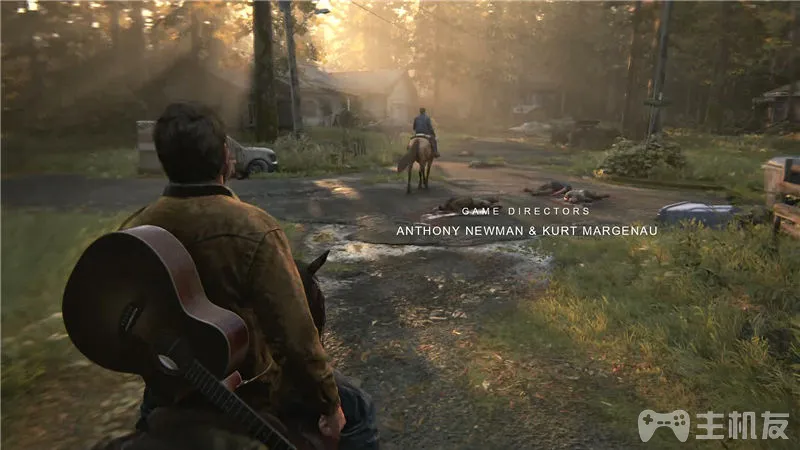 GAME DIRECTORS
ANTHONY NEWMAN & KURT MARGENAU
主机友